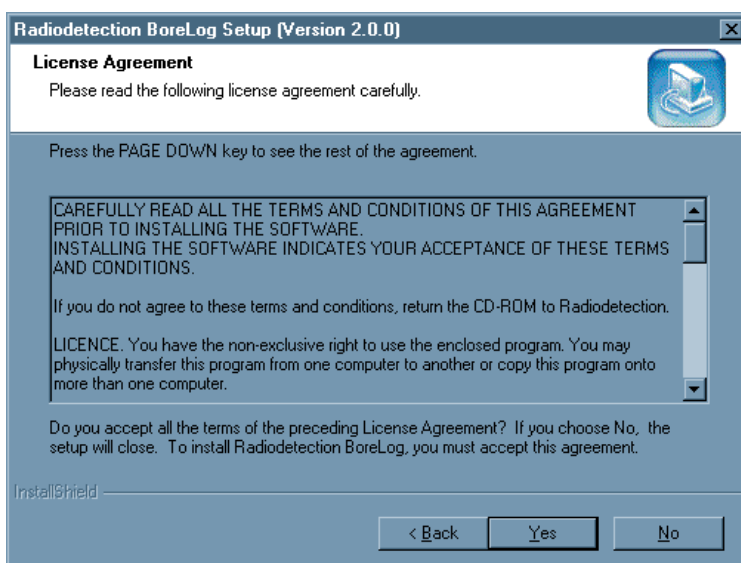 Radiodetection BoreLog Setup (Version 2.0.0)
License Agreement
Please read the following license agreement carefully.
Press the PAGE DOWN key to see the rest of the agreement.
CAREFULLY READ ALL THE TERMS AND CONDITIONS OF THIS AGREEMENT
PRIOR TO INSTALLING THE SOFTWARE.
INSTALLING THE SOFTWARE INDICATES YOUR ACCEPTANCE OF THESE TERMS
AND CONDITIONS.
If you do not agree to these terms and conditions, return the CD-ROM to Radiodetection.
LICENCE. You have the non-exclusive right to use the enclosed program. You may
physically transfer this program from one computer to another or copy this program onto
more than one computer.
Do you accept all the terms of the preceding License Agreement? If you choose No, the
setup will close. To install Radiodetection BoreLog, you must accept this agreement.
InstallShield
< Back
Yes
No